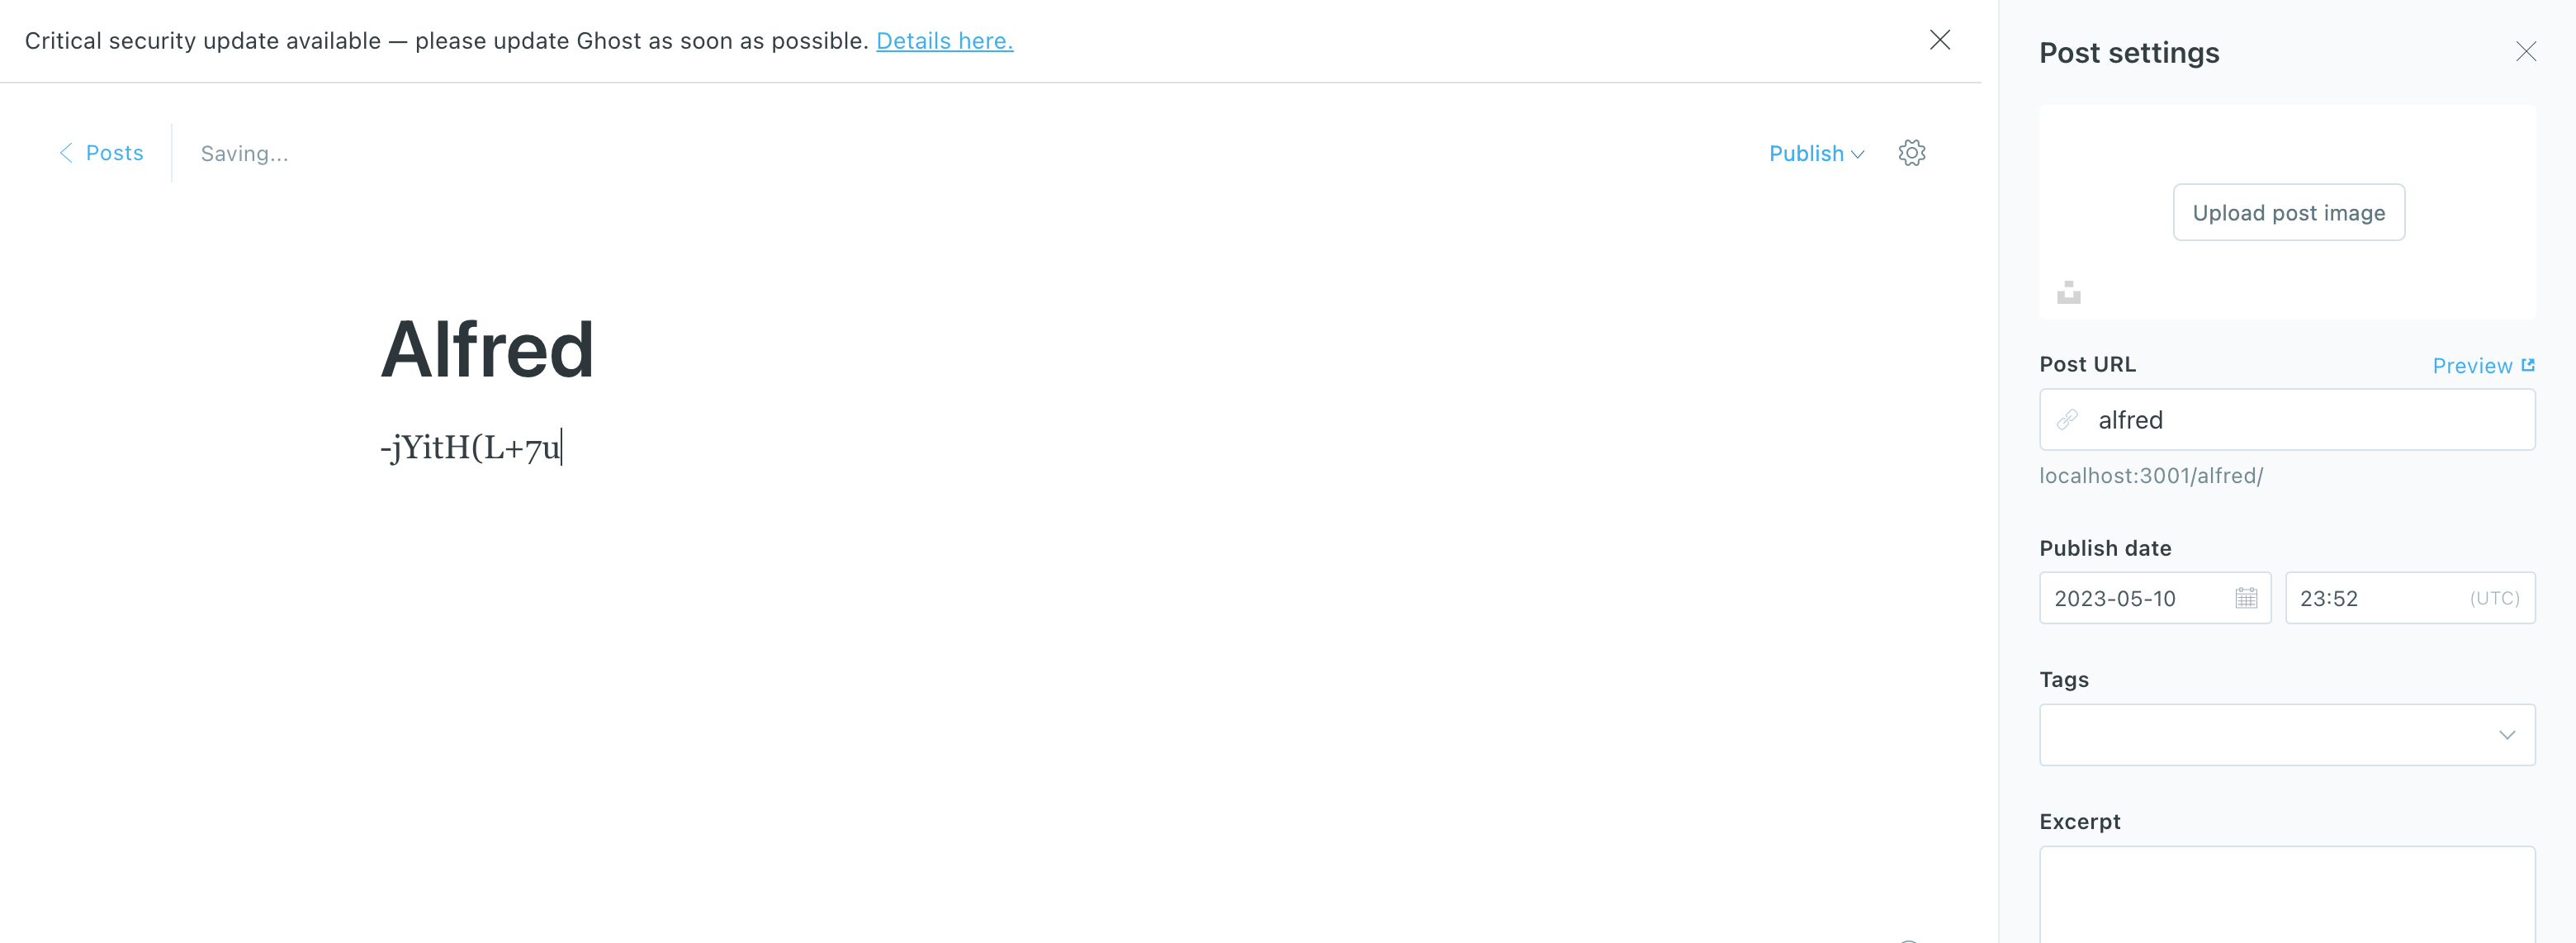 Critical security update available — please update Ghost as soon as possible. Details here.
Posts
Saving...
Publish
Alfred
-jYitH(L+7u
Post settings
Upload post image
Post URL
Preview
alfred
localhost:3001/alfred/
Publish date
2023-05-10
23:52
(UTC)
Tags
Excerpt